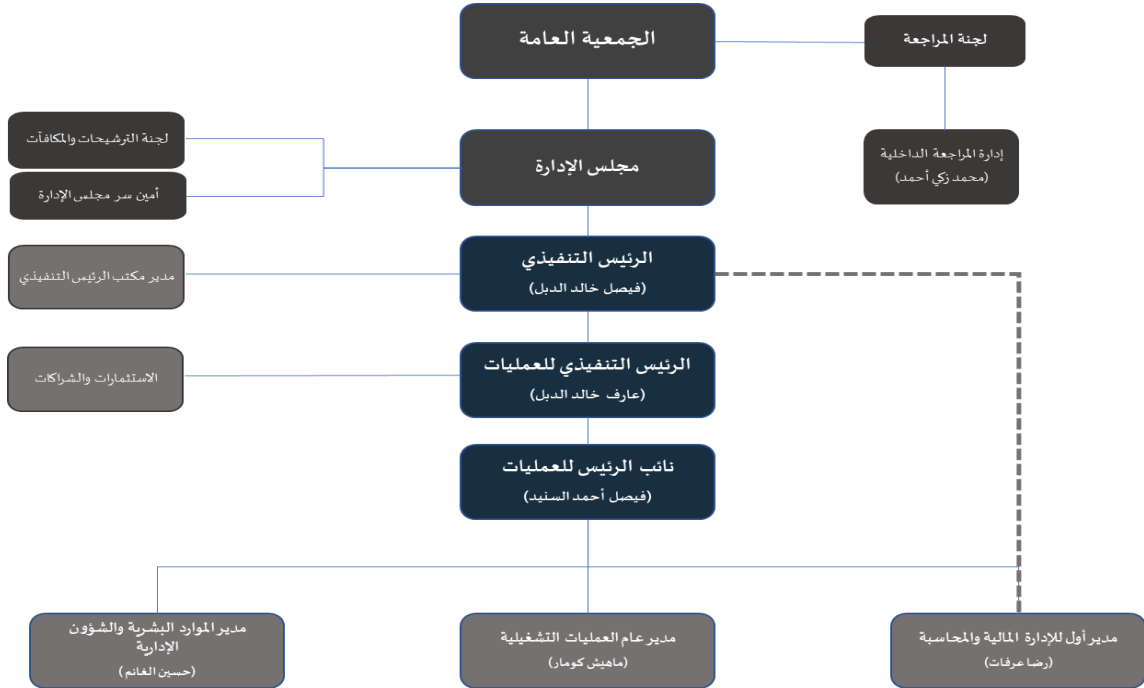 الجمعية العامة
لجنة المراجعة
إدارة المراجعة الداخلية
(محمد زكي أحمد)
مجلس الإدارة
لجنة الترشيحات والمكافآت
أمين سر مجلس الإدارة
الرئيس التنفيذي
(فيصل خالد الدبل)
مدير مكتب الرئيس التنفيذي
الرئيس التنفيذي للعمليات
(عارف خالد الدبل)
الاستثمارات والشراكات
نائب الرئيس للعمليات
(فيصل أحمد السنيد)
مدير أول للإدارة المالية والمحاسبة
(رضا عرفات)
مدير عام العمليات التشغيلية
(ماهيش كومار)
مدير الموارد البشرية والشؤون
الإدارية
(حسين الغانم)